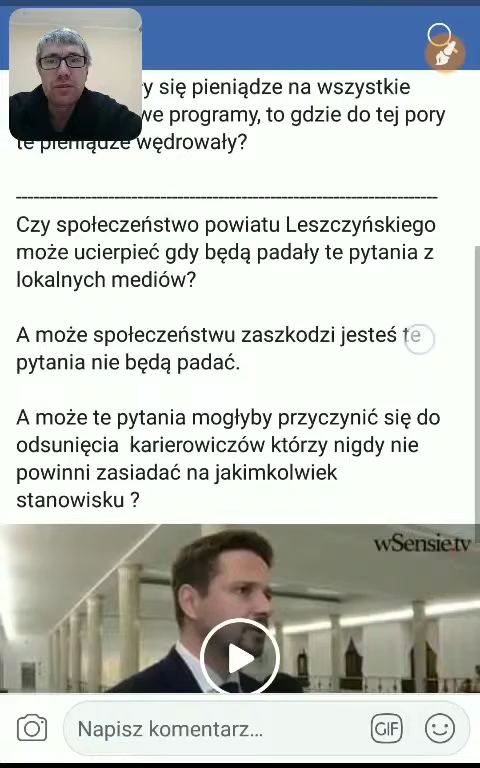 się pieniądze na wszystkie
programy, to gdzie do tej pory
te pieniądze wędrowały?
Czy społeczeństwo powiatu Leszczyńskiego
może ucierpieć gdy będą padały te pytania z
lokalnych mediów?
A może społeczeństwu zaszkodzi jesteś te
pytania nie będą padać.
A może te pytania mogłyby przyczynić się do
odsunięcia karierowiczów którzy nigdy nie
powinni zasiadać na jakimkolwiek
stanowisku ?
wSensie.tv
Napisz komentarz...
GIF